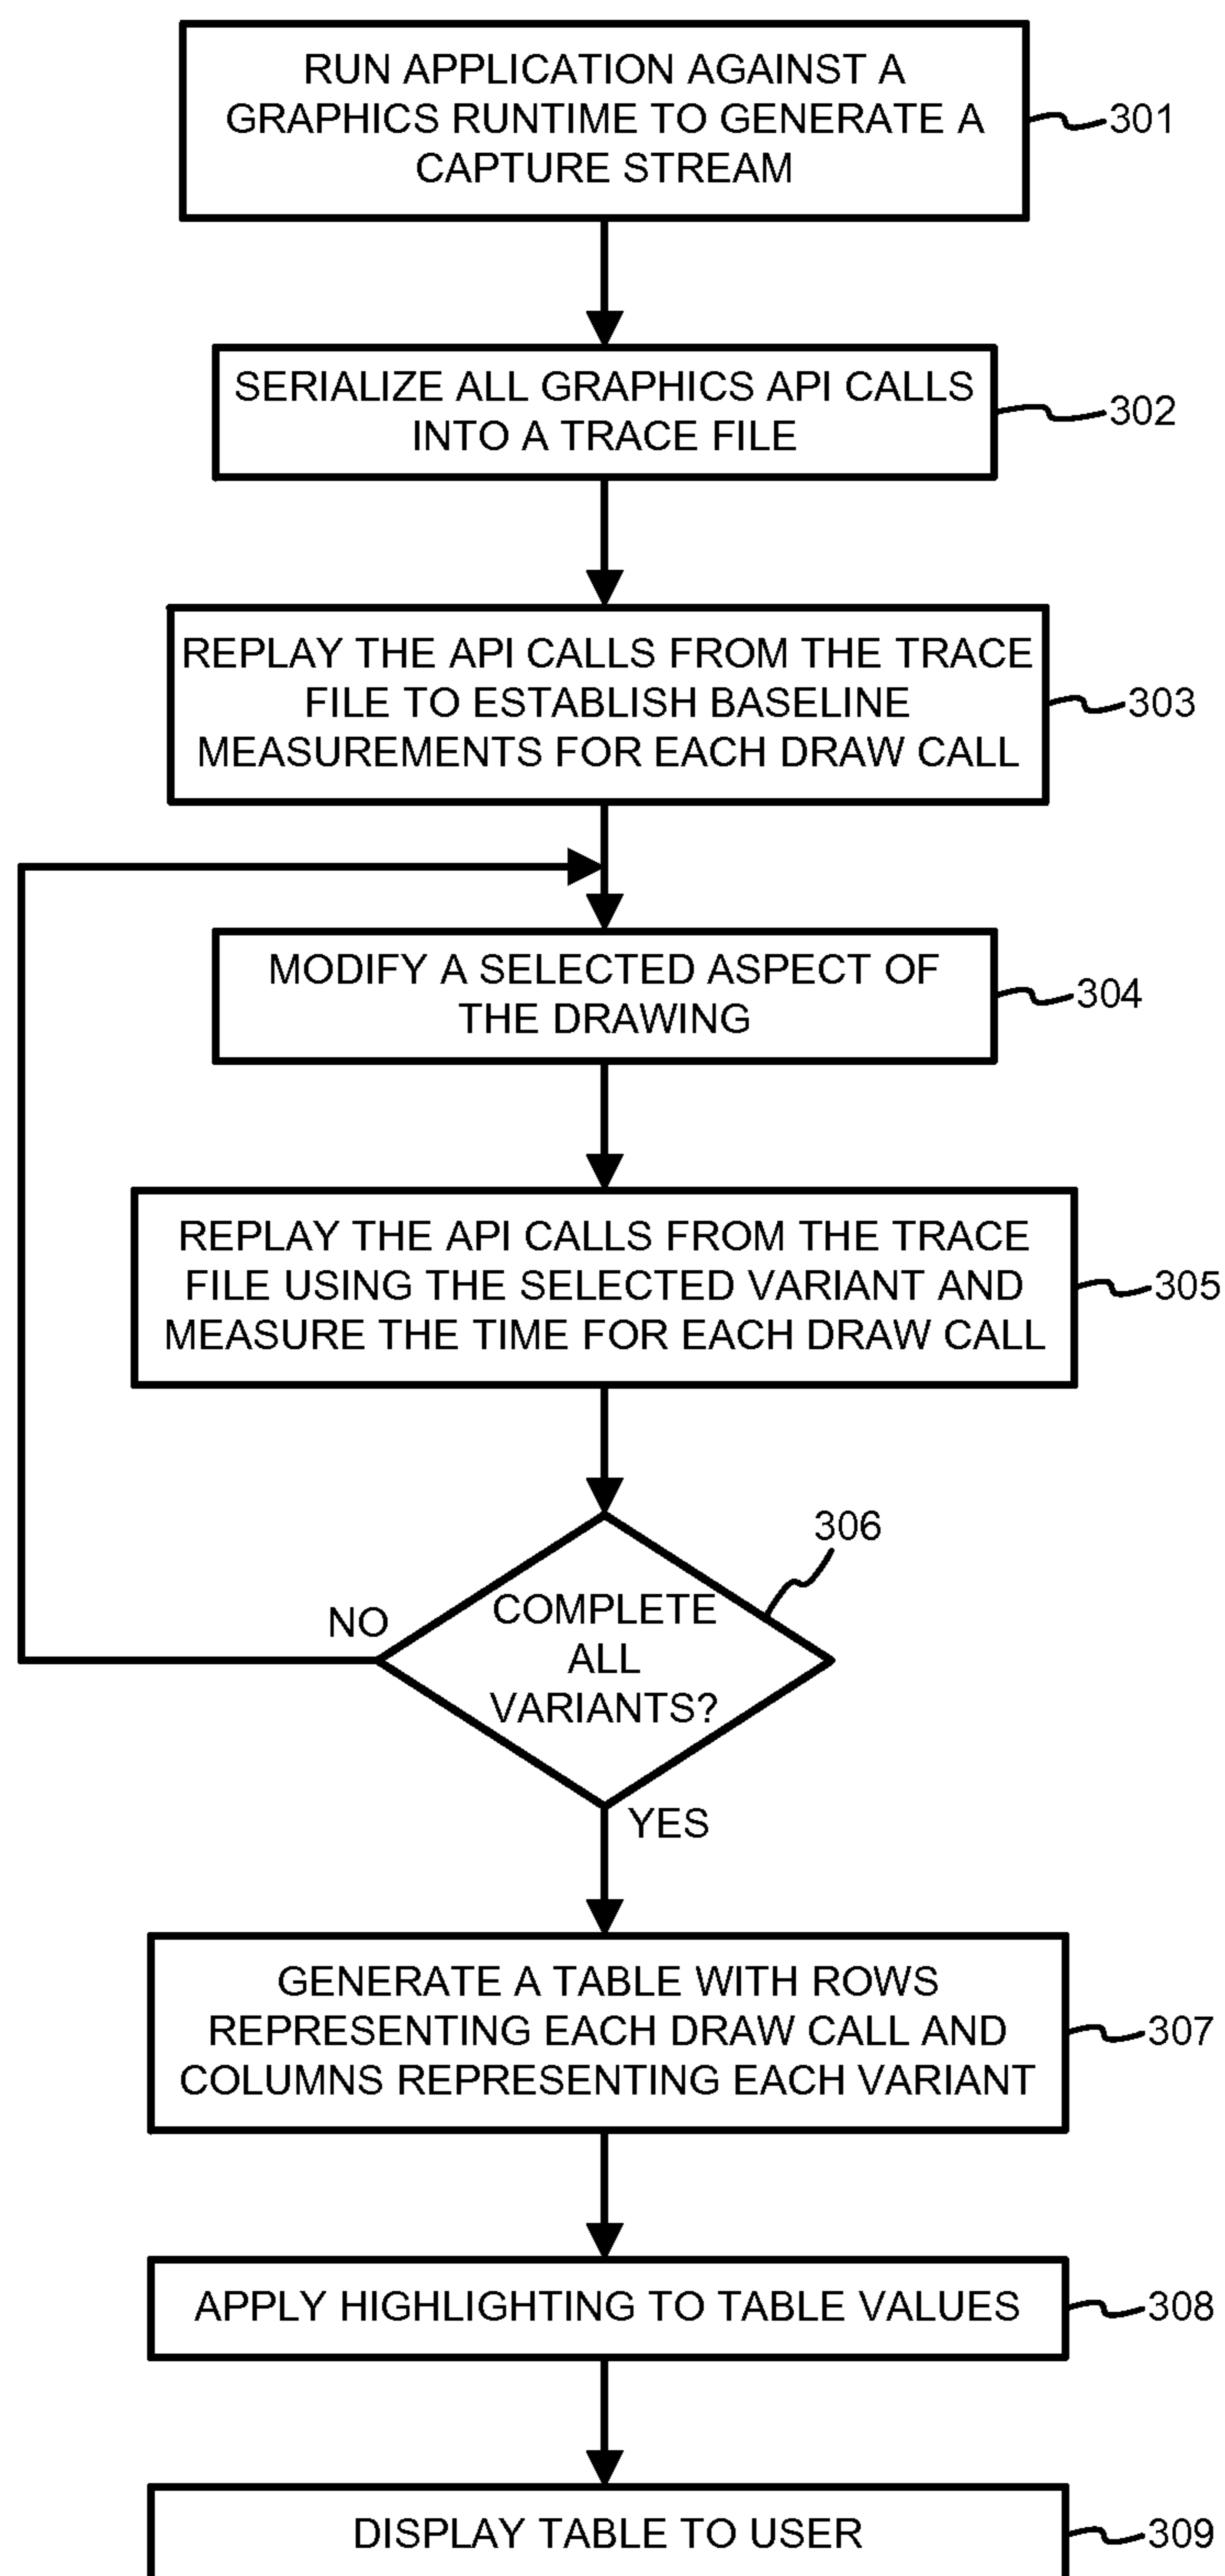 RUN APPLICATION AGAINST A
GRAPHICS RUNTIME TO GENERATE A
CAPTURE STREAM
301
SERIALIZE ALL GRAPHICS API CALLS
INTO A TRACE FILE
302
REPLAY THE API CALLS FROM THE TRACE
FILE TO ESTABLISH BASELINE
MEASUREMENTS FOR EACH DRAW CALL
303
MODIFY A SELECTED ASPECT OF
THE DRAWING
304
REPLAY THE API CALLS FROM THE TRACE
FILE USING THE SELECTED VARIANT AND
MEASURE THE TIME FOR EACH DRAW CALL
305
306
COMPLETE
ALL
VARIANTS?
NO
YES
GENERATE A TABLE WITH ROWS
REPRESENTING EACH DRAW CALL AND
COLUMNS REPRESENTING EACH VARIANT
307
APPLY HIGHLIGHTING TO TABLE VALUES
308
DISPLAY TABLE TO USER
309